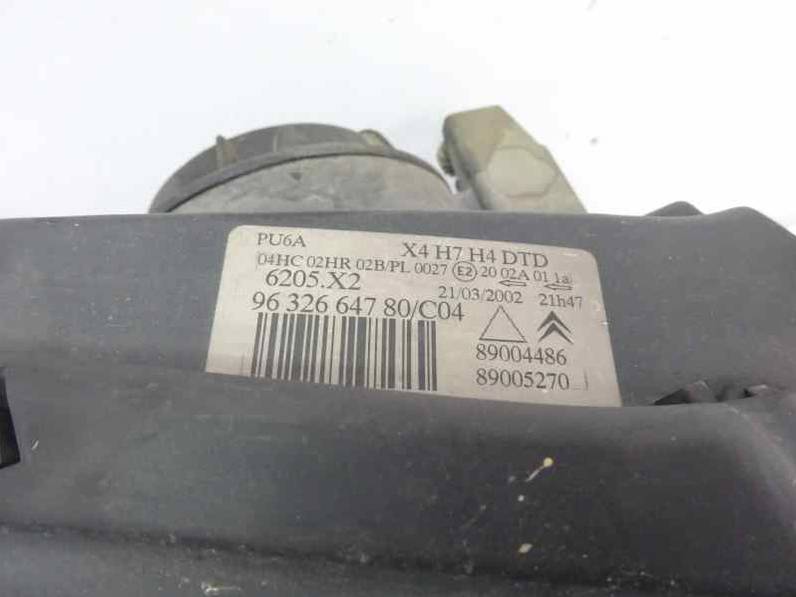 PU6A X4 H7 H4 DTD
04HC 02HR 02B/PL 0027 E2 20 02A 01 1a
6205.X2 21/03/2002 21h47
96 326 647 80/C04
89004486
89005270